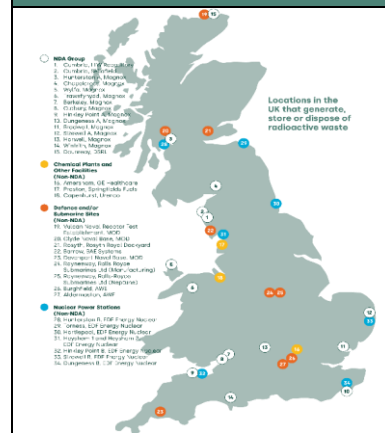 Locations in the
UK that generate,
store or dispose of
radioactive waste
NDA Group
1. Cumbria, LLW Repository
2. Cumbria, Sellafield
3. Hunterston A, Magnox
4. Chapelcross, Magnox
5. Wylfa, Magnox
6. Trawsfynydd, Magnox
7. Berkeley, Magnox
8. Oldbury, Magnox
9. Hinkley Point A, Magnox
10. Dungeness A, Magnox
11. Bradwell, Magnox
12. Sizewell A, Magnox
13. Harwell, Magnox
14. Winfrith, Magnox
15. Dounreay, DSRL
Chemical Plants and
Other Facilities
(Non-NDA)
16. Amersham, GE Healthcare
17. Preston, Springfields Fuels
18. Capenhurst, Urenco
Defence and/or
Submarine Sites
(Non-NDA)
19. Vulcan Naval Reactor Test
Establishment, MOD
20. Clyde Naval Base, MOD
21. Rosyth, Rosyth Royal Dockyard
22. Barrow, BAE Systems
23. Devonport Naval Base, MOD
24. Raynesway, Rolls-Royce
Submarines Ltd (Manufacturing)
25. Raynesway, Rolls-Royce
Submarines Ltd (Neptune)
26. Burghfield, AWE
27. Aldermaston, AWE
Nuclear Power Stations
(Non-NDA)
28. Hunterston B, EDF Energy Nuclear
29. Torness, EDF Energy Nuclear
30. Hartlepool, EDF Energy Nuclear
31. Heysham 1 and Heysham 2,
EDF Energy Nuclear
32. Hinkley Point B, EDF Energy Nuclear
33. Sizewell B, EDF Energy Nuclear
34. Dungeness B, EDF Energy Nuclear